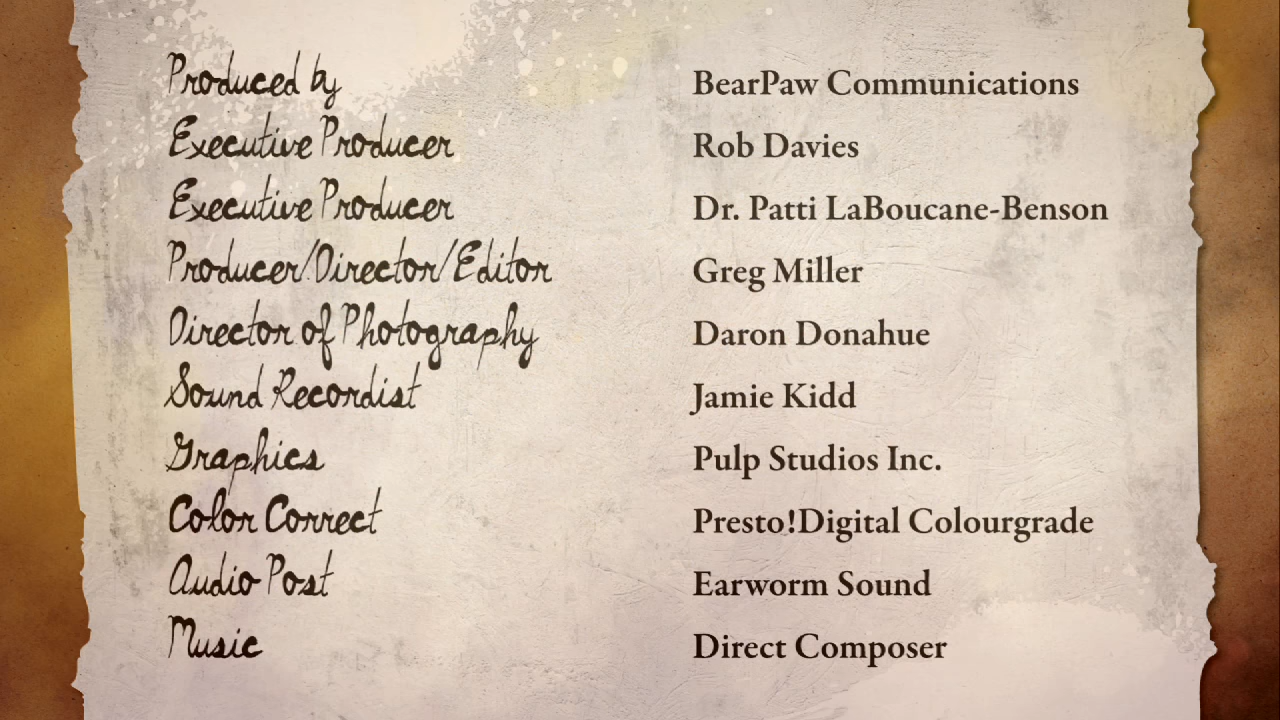 Produced by BearPaw Communications
Executive Producer Rob Davies
Executive Producer Dr. Patti LaBoucane-Benson
Producer/Director/Editor Greg Miller
Director of Photography Daron Donahue
Sound Recordist Jamie Kidd
Graphics Pulp Studios Inc.
Color Correct Presto!Digital Colourgrade
Audio Post Earworm Sound
Music Direct Composer